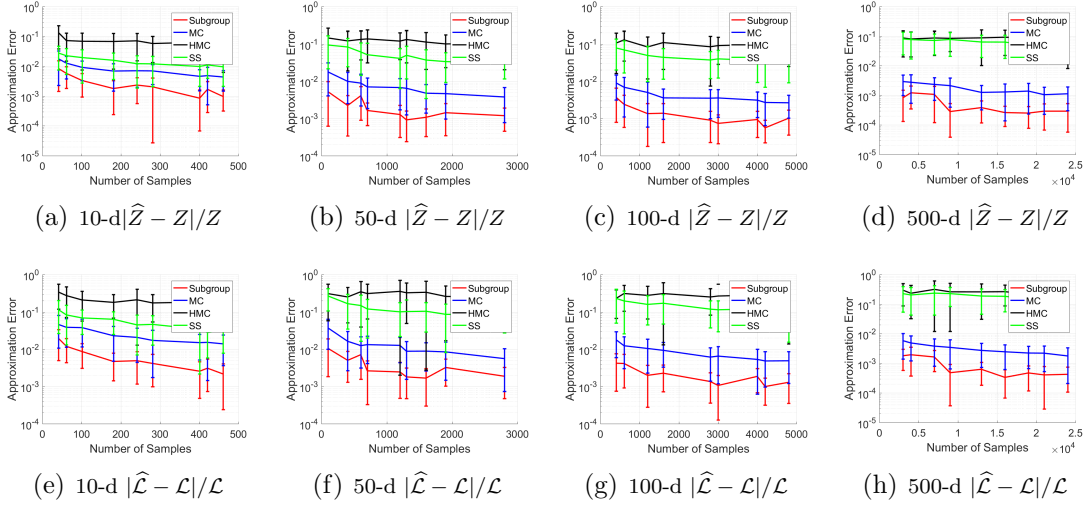 10^0
10^-1
10^-2
10^-3
10^-4
10^-5
Approximation Error
0 100 200 300 400 500
Number of Samples
Subgroup
MC
HMC
SS
(a) 10-d|Ẑ − Z|/Z
10^0
10^-1
10^-2
10^-3
10^-4
Approximation Error
0 1000 2000 3000
Number of Samples
Subgroup
MC
HMC
SS
(b) 50-d |Ẑ − Z|/Z
10^0
10^-1
10^-2
10^-3
10^-4
Approximation Error
0 1000 2000 3000 4000 5000
Number of Samples
Subgroup
MC
HMC
SS
(c) 100-d |Ẑ − Z|/Z
10^0
10^-1
10^-2
10^-3
10^-4
10^-5
Approximation Error
0 0.5 1 1.5 2 2.5
×10^4
Number of Samples
Subgroup
MC
HMC
SS
(d) 500-d |Ẑ − Z|/Z
10^0
10^-1
10^-2
10^-3
10^-4
Approximation Error
0 100 200 300 400 500
Number of Samples
Subgroup
MC
HMC
SS
(e) 10-d |ℒ̂ − ℒ|/ℒ
10^0
10^-1
10^-2
10^-3
10^-4
Approximation Error
0 1000 2000 3000
Number of Samples
Subgroup
MC
HMC
SS
(f) 50-d |ℒ̂ − ℒ|/ℒ
10^0
10^-1
10^-2
10^-3
10^-4
Approximation Error
0 1000 2000 3000 4000 5000
Number of Samples
Subgroup
MC
HMC
SS
(g) 100-d |ℒ̂ − ℒ|/ℒ
10^0
10^-1
10^-2
10^-3
10^-4
10^-5
Approximation Error
0 0.5 1 1.5 2 2.5
×10^4
Number of Samples
Subgroup
MC
HMC
SS
(h) 500-d |ℒ̂ − ℒ|/ℒ